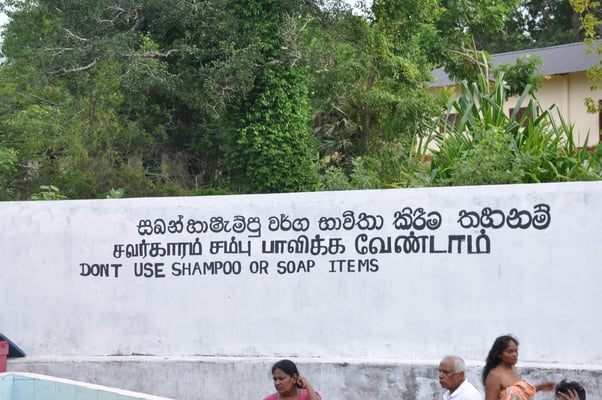 සබන් හා ෂැම්පු වර්ග භාවිතා කිරීම තහනම්
சவர்காரம் சம்பு பாவிக்க வேண்டாம்
DONT USE SHAMPOO OR SOAP ITEMS